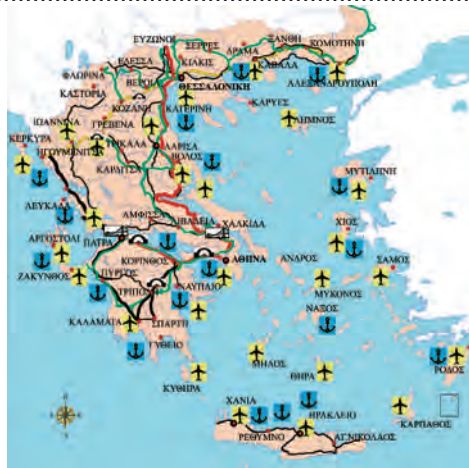 ΕΥΖΩΝΟΙ
ΣΕΡΡΕΣ
ΔΡΑΜΑ
ΞΑΝΘΗ
ΚΟΜΟΤΗΝΗ
ΕΔΕΣΣΑ
ΚΙΛΚΙΣ
ΚΑΒΑΛΑ
ΦΛΩΡΙΝΑ
ΒΕΡΟΙΑ
ΘΕΣΣΑΛΟΝΙΚΗ
ΑΛΕΞΑΝΔΡΟΥΠΟΛΗ
ΚΑΣΤΟΡΙΑ
ΚΟΖΑΝΗ
ΚΑΤΕΡΙΝΗ
ΚΑΡΥΕΣ
ΙΩΑΝΝΙΝΑ
ΓΡΕΒΕΝΑ
ΛΗΜΝΟΣ
ΚΕΡΚΥΡΑ
ΗΓΟΥΜΕΝΙΤΣΑ
ΤΡΙΚΑΛΑ
ΛΑΡΙΣΑ
ΒΟΛΟΣ
ΚΑΡΔΙΤΣΑ
ΜΥΤΙΛΗΝΗ
ΛΕΥΚΑΔΑ
ΑΜΦΙΣΣΑ
ΛΙΒΑΔΕΙΑ
ΧΑΛΚΙΔΑ
ΧΙΟΣ
ΑΡΓΟΣΤΟΛΙ
ΠΑΤΡΑ
ΚΟΡΙΝΘΟΣ
ΑΘΗΝΑ
ΑΝΔΡΟΣ
ΣΑΜΟΣ
ΖΑΚΥΝΘΟΣ
ΠΥΡΓΟΣ
ΤΡΙΠΟΛΗ
ΝΑΥΠΛΙΟ
ΜΥΚΟΝΟΣ
ΝΑΞΟΣ
ΚΑΛΑΜΑΤΑ
ΣΠΑΡΤΗ
ΓΥΘΕΙΟ
ΜΗΛΟΣ
ΘΗΡΑ
ΡΟΔΟΣ
ΚΥΘΗΡΑ
ΧΑΝΙΑ
ΗΡΑΚΛΕΙΟ
ΚΑΡΠΑΘΟΣ
ΡΕΘΥΜΝΟ
ΑΓ.ΝΙΚΟΛΑΟΣ